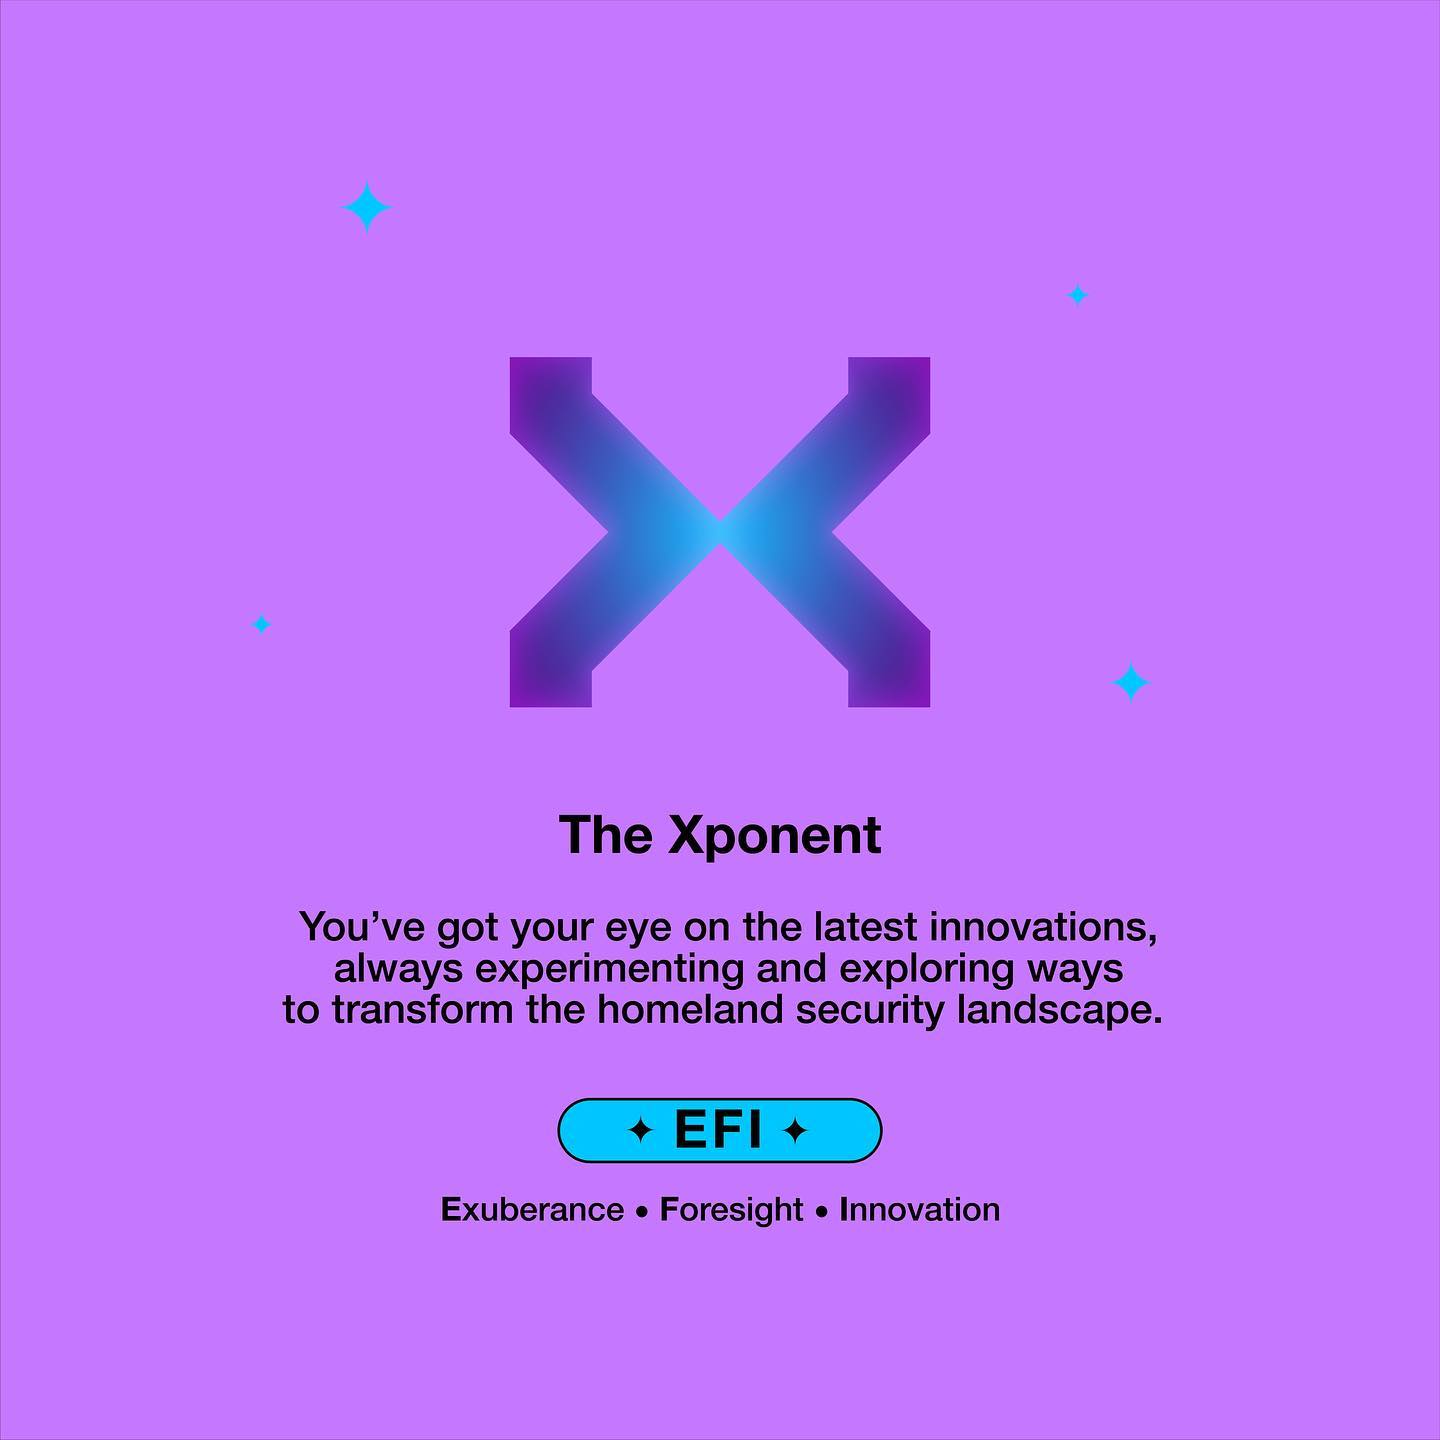 X
The Xponent
You’ve got your eye on the latest innovations,
always experimenting and exploring ways
to transform the homeland security landscape.
✦ EFI ✦
Exuberance • Foresight • Innovation